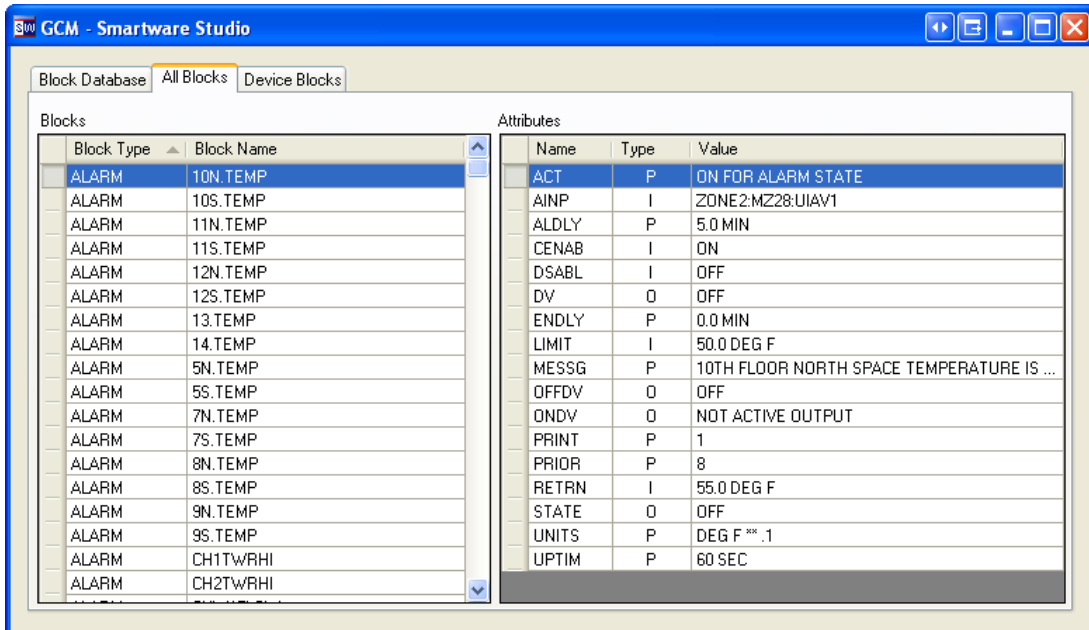 GCM - Smartware Studio
Block Database All Blocks Device Blocks
Blocks
Block Type Block Name
ALARM 10N.TEMP
ALARM 10S.TEMP
ALARM 11N.TEMP
ALARM 11S.TEMP
ALARM 12N.TEMP
ALARM 12S.TEMP
ALARM 13.TEMP
ALARM 14.TEMP
ALARM 5N.TEMP
ALARM 5S.TEMP
ALARM 7N.TEMP
ALARM 7S.TEMP
ALARM 8N.TEMP
ALARM 8S.TEMP
ALARM 9N.TEMP
ALARM 9S.TEMP
ALARM CH1TWRHI
ALARM CH2TWRHI
Attributes
Name Type Value
ACT P ON FOR ALARM STATE
AINP I ZONE2:MZ28:UIAV1
ALDLY P 5.0 MIN
CENAB I ON
DSABL I OFF
DV O OFF
ENDLY P 0.0 MIN
LIMIT I 50.0 DEG F
MESSG P 10TH FLOOR NORTH SPACE TEMPERATURE IS ...
OFFDV O OFF
ONDV O NOT ACTIVE OUTPUT
PRINT P 1
PRIOR P 8
RETRN I 55.0 DEG F
STATE O OFF
UNITS P DEG F ** .1
UPTIM P 60 SEC